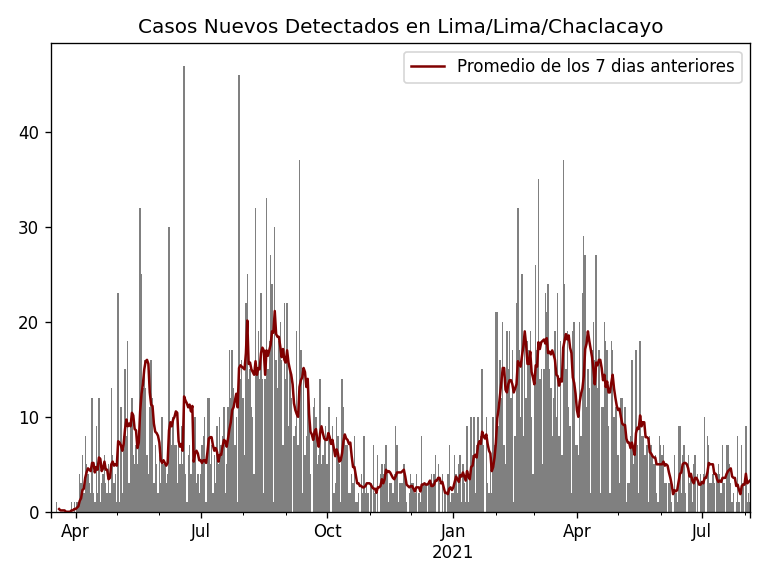 Casos Nuevos Detectados en Lima/Lima/Chaclacayo
Promedio de los 7 dias anteriores
40
30
20
10
0
Apr Jul Oct Jan Apr Jul
2021